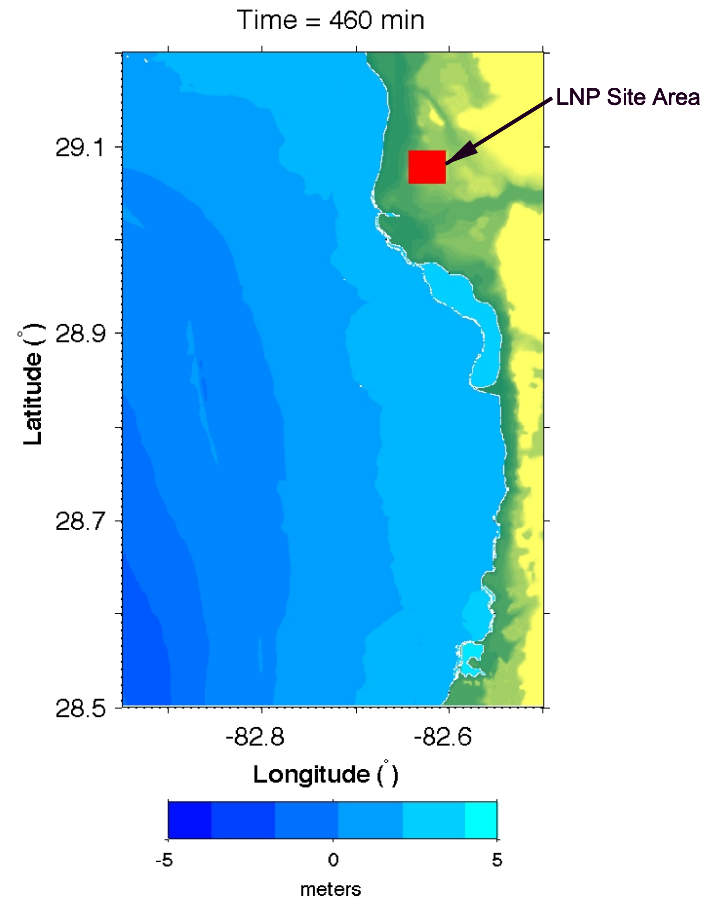 Time = 460 min
LNP Site Area
29.1
28.9
28.7
28.5
Latitude (°)
-82.8 -82.6
Longitude (°)
-5 0 5
meters